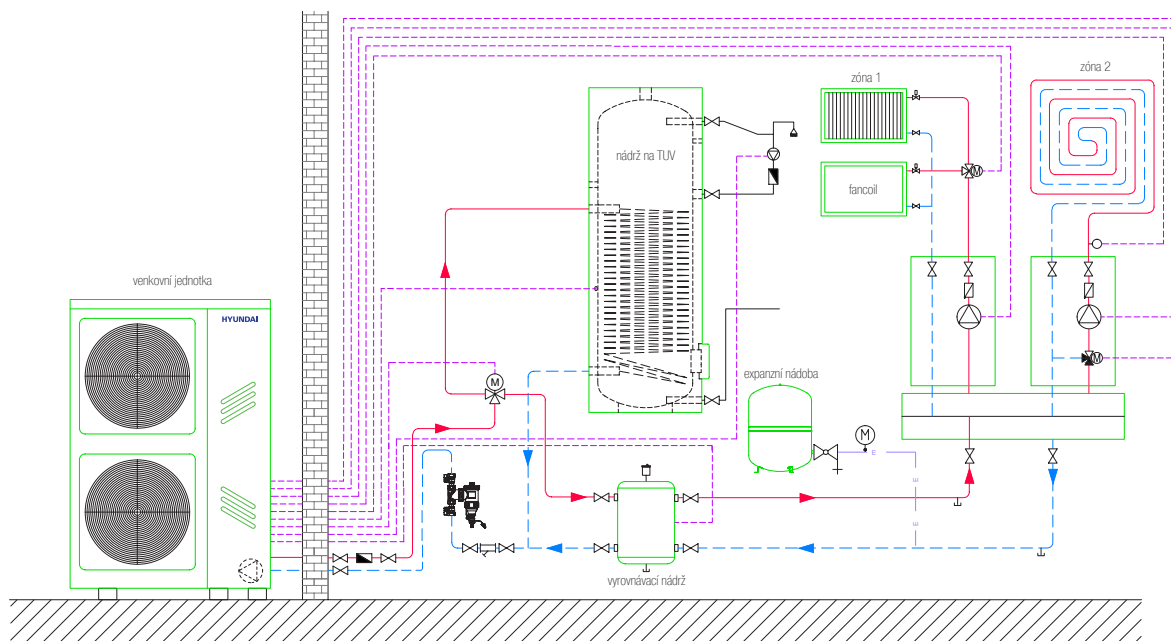 zóna 1
zóna 2
nádrž na TUV
fancoil
venkovní jednotka
HYUNDAI
M
M
M
expanzní nádoba
M
E
E
E
vyrovnávací nádrž